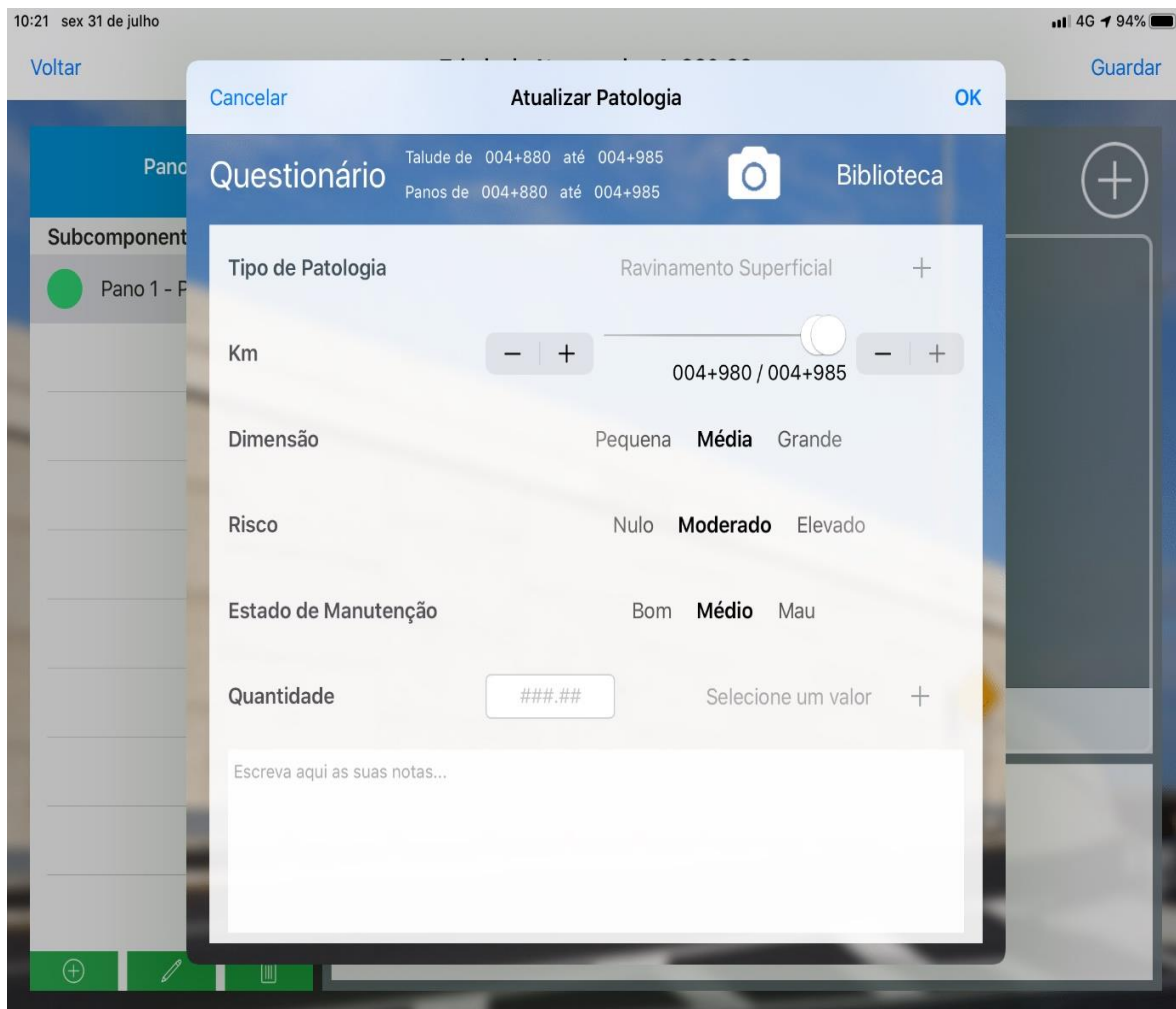 10:21 sex 31 de julho
4G 94%
Voltar
Guardar
Cancelar Atualizar Patologia OK
Pano
Questionário
Talude de 004+880 até 004+985
Panos de 004+880 até 004+985
Biblioteca
Subcomponent
Tipo de Patologia Ravinamento Superficial +
Pano 1 - P
Km - + 004+980 / 004+985 - +
Dimensão Pequena Média Grande
Risco Nulo Moderado Elevado
Estado de Manutenção Bom Médio Mau
Quantidade ###.## Selecione um valor +
Escreva aqui as suas notas...